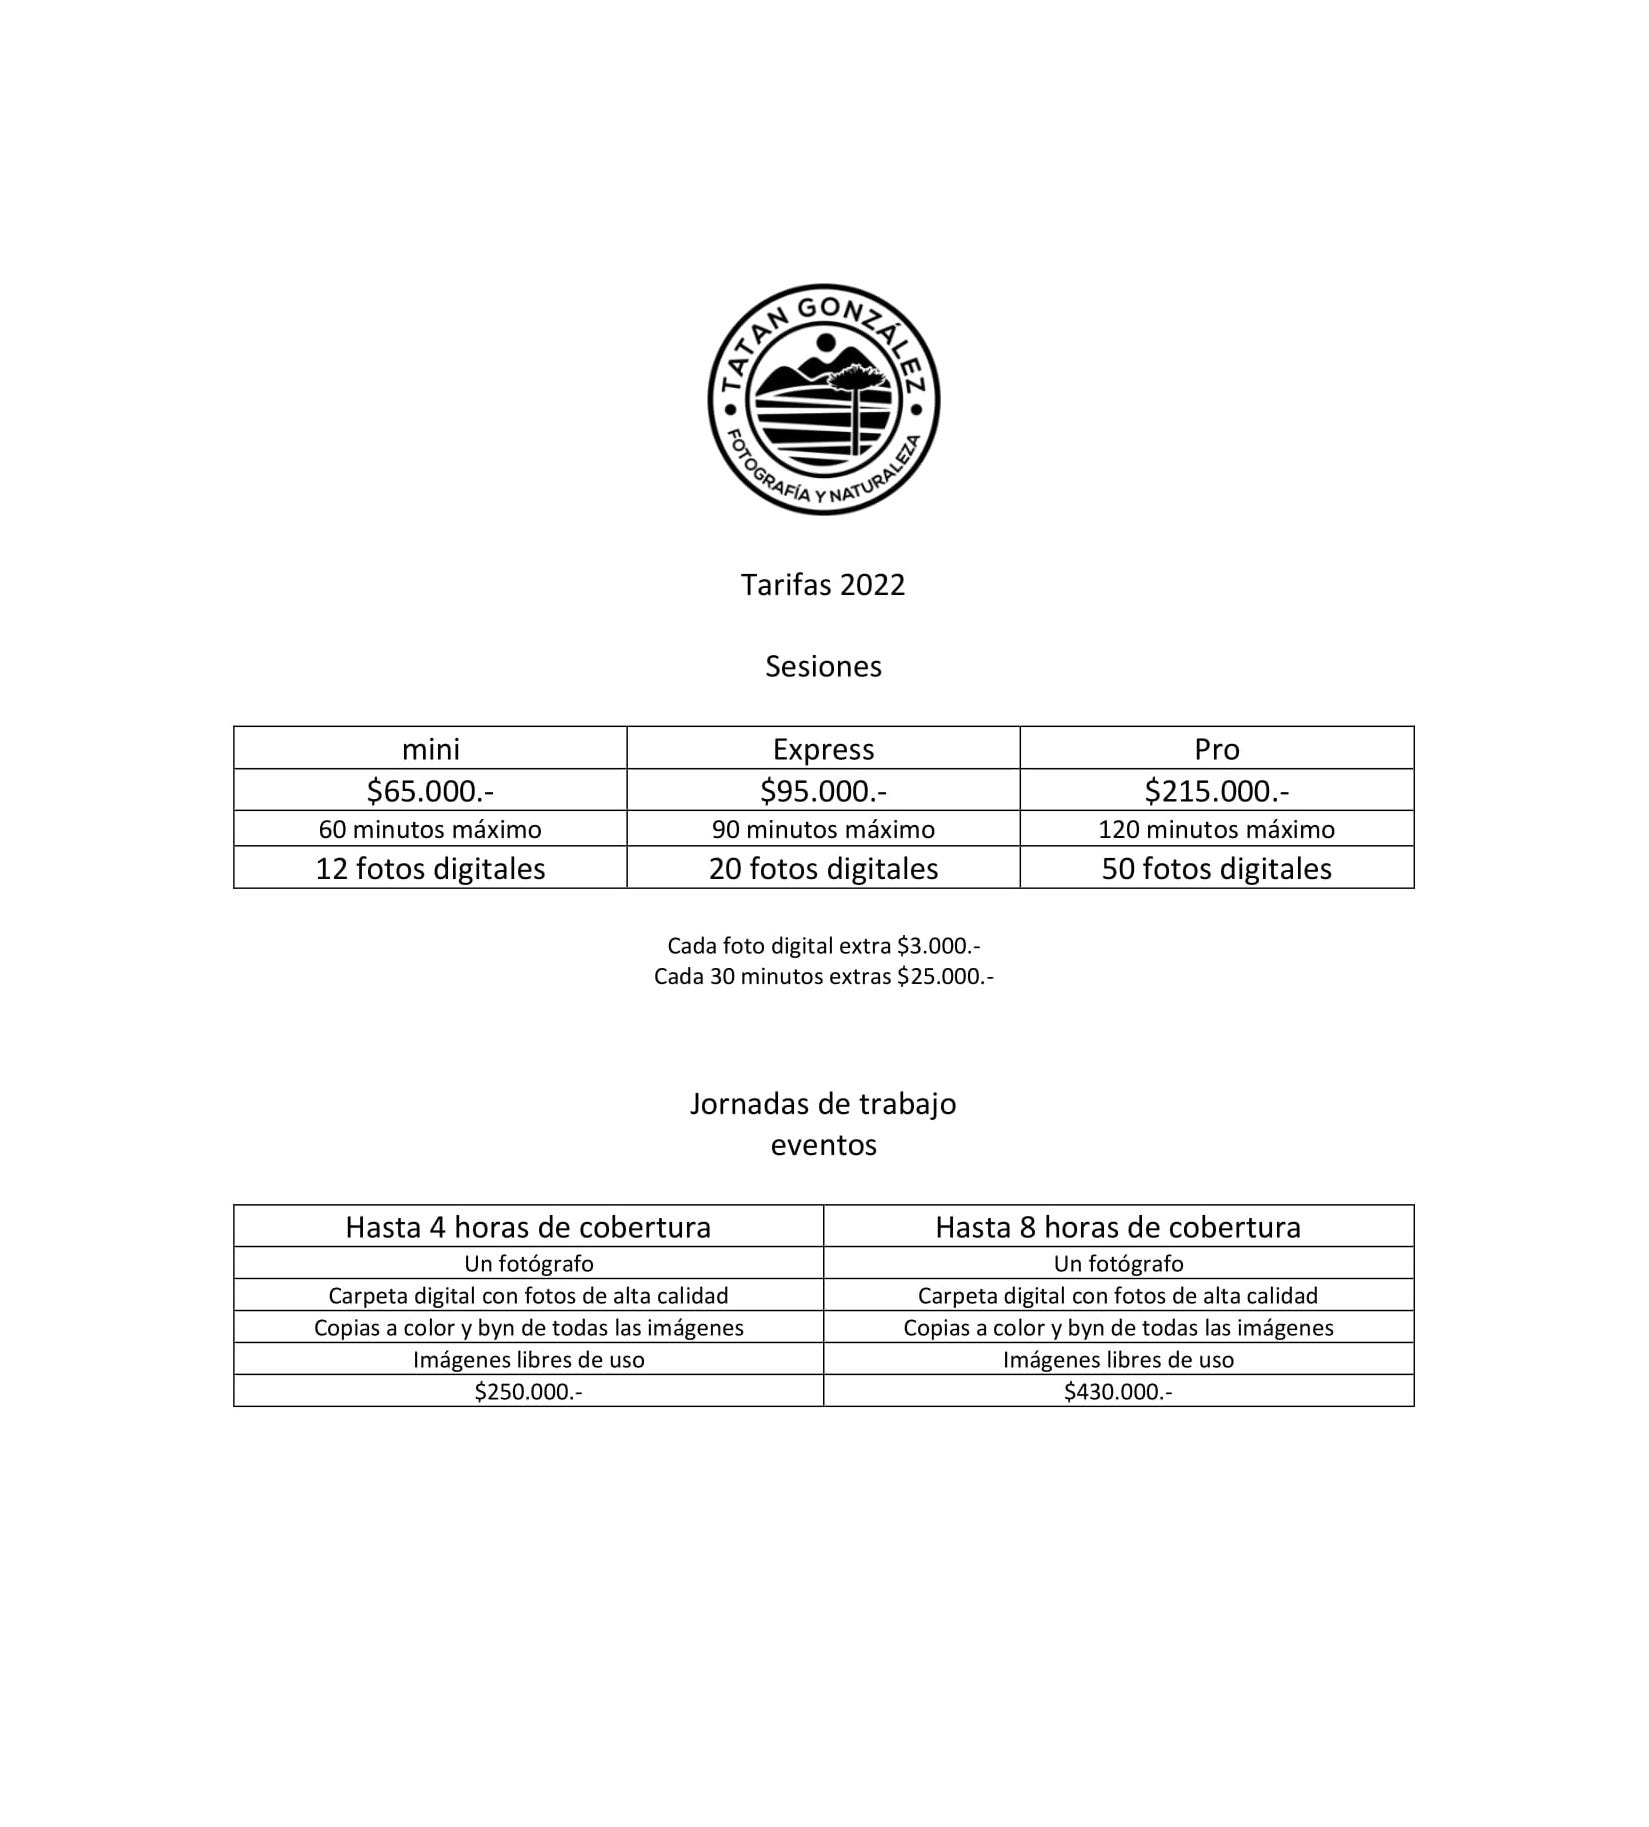 TATAN GONZÁLEZ
FOTOGRAFÍA Y NATURALEZA
Tarifas 2022
Sesiones
mini Express Pro
$65.000.- $95.000.- $215.000.-
60 minutos máximo 90 minutos máximo 120 minutos máximo
12 fotos digitales 20 fotos digitales 50 fotos digitales
Cada foto digital extra $3.000.-
Cada 30 minutos extras $25.000.-
Jornadas de trabajo
eventos
Hasta 4 horas de cobertura Hasta 8 horas de cobertura
Un fotógrafo Un fotógrafo
Carpeta digital con fotos de alta calidad Carpeta digital con fotos de alta calidad
Copias a color y byn de todas las imágenes Copias a color y byn de todas las imágenes
Imágenes libres de uso Imágenes libres de uso
$250.000.- $430.000.-